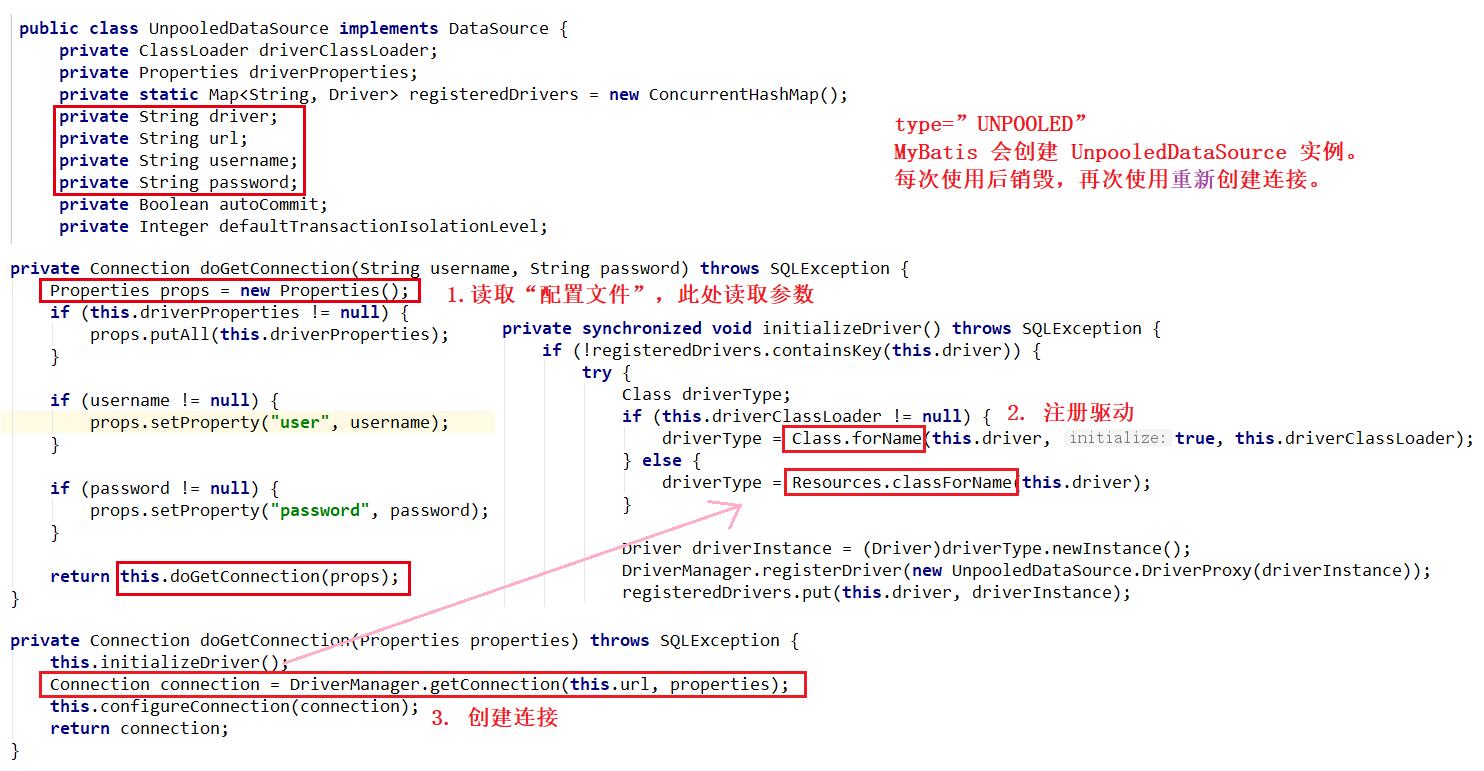 public class UnpooledDataSource implements DataSource {
private ClassLoader driverClassLoader;
private Properties driverProperties;
private static Map<String, Driver> registeredDrivers = new ConcurrentHashMap();
private String driver;
private String url;
private String username;
private String password;
private Boolean autoCommit;
private Integer defaultTransactionIsolationLevel;
type=”UNPOOLED”
MyBatis 会创建 UnpooledDataSource 实例。
每次使用后销毁，再次使用重新创建连接。
private Connection doGetConnection(String username, String password) throws SQLException {
Properties props = new Properties();
1.读取“配置文件”，此处读取参数
if (this.driverProperties != null) {
props.putAll(this.driverProperties);
}
if (username != null) {
props.setProperty("user", username);
}
if (password != null) {
props.setProperty("password", password);
}
return this.doGetConnection(props);
}
private synchronized void initializeDriver() throws SQLException {
if (!registeredDrivers.containsKey(this.driver)) {
try {
Class driverType;
if (this.driverClassLoader != null) {
2. 注册驱动
driverType = Class.forName(this.driver, initialize: true, this.driverClassLoader);
} else {
driverType = Resources.classForName(this.driver);
}
Driver driverInstance = (Driver)driverType.newInstance();
DriverManager.registerDriver(new UnpooledDataSource.DriverProxy(driverInstance));
registeredDrivers.put(this.driver, driverInstance);
private Connection doGetConnection(Properties properties) throws SQLException {
this.initializeDriver();
Connection connection = DriverManager.getConnection(this.url, properties);
this.configureConnection(connection);
3. 创建连接
return connection;
}